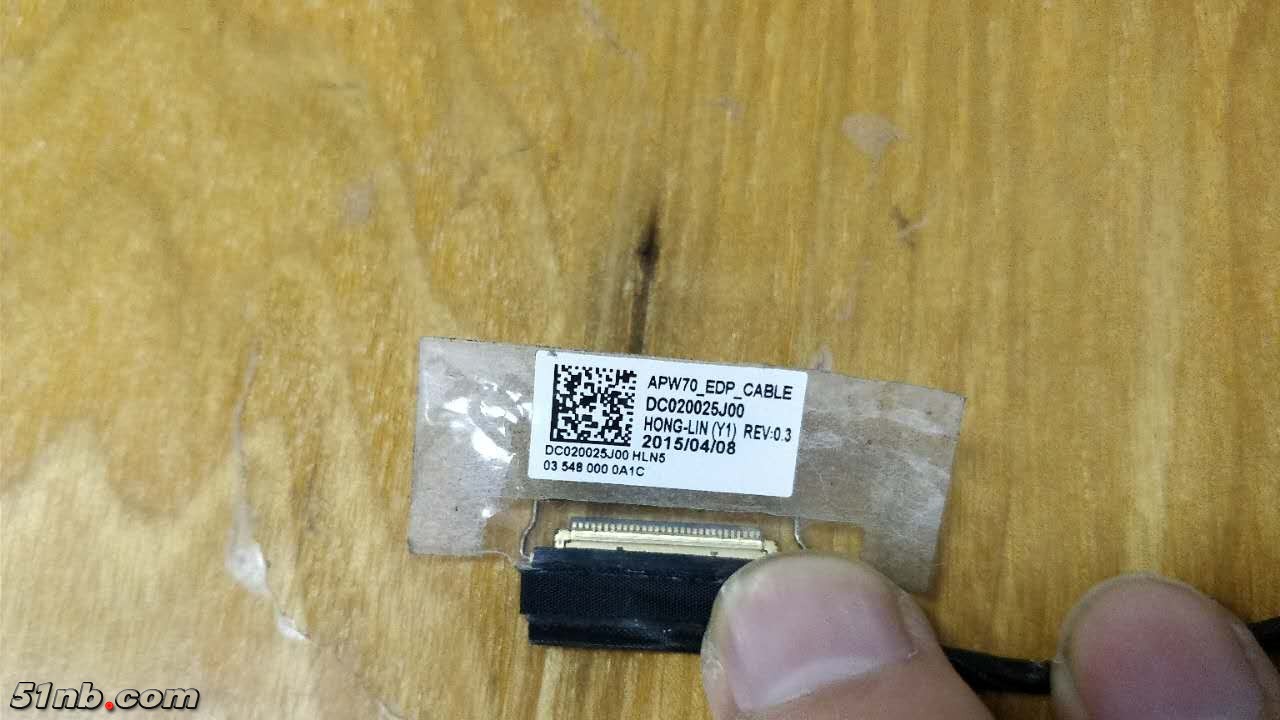 APW70_EDP_CABLE
DC020025J00
HONG-LIN (Y1) REV:0.3
2015/04/08
DC020025J00 HLN5
03 548 000 0A1C
51nb.com